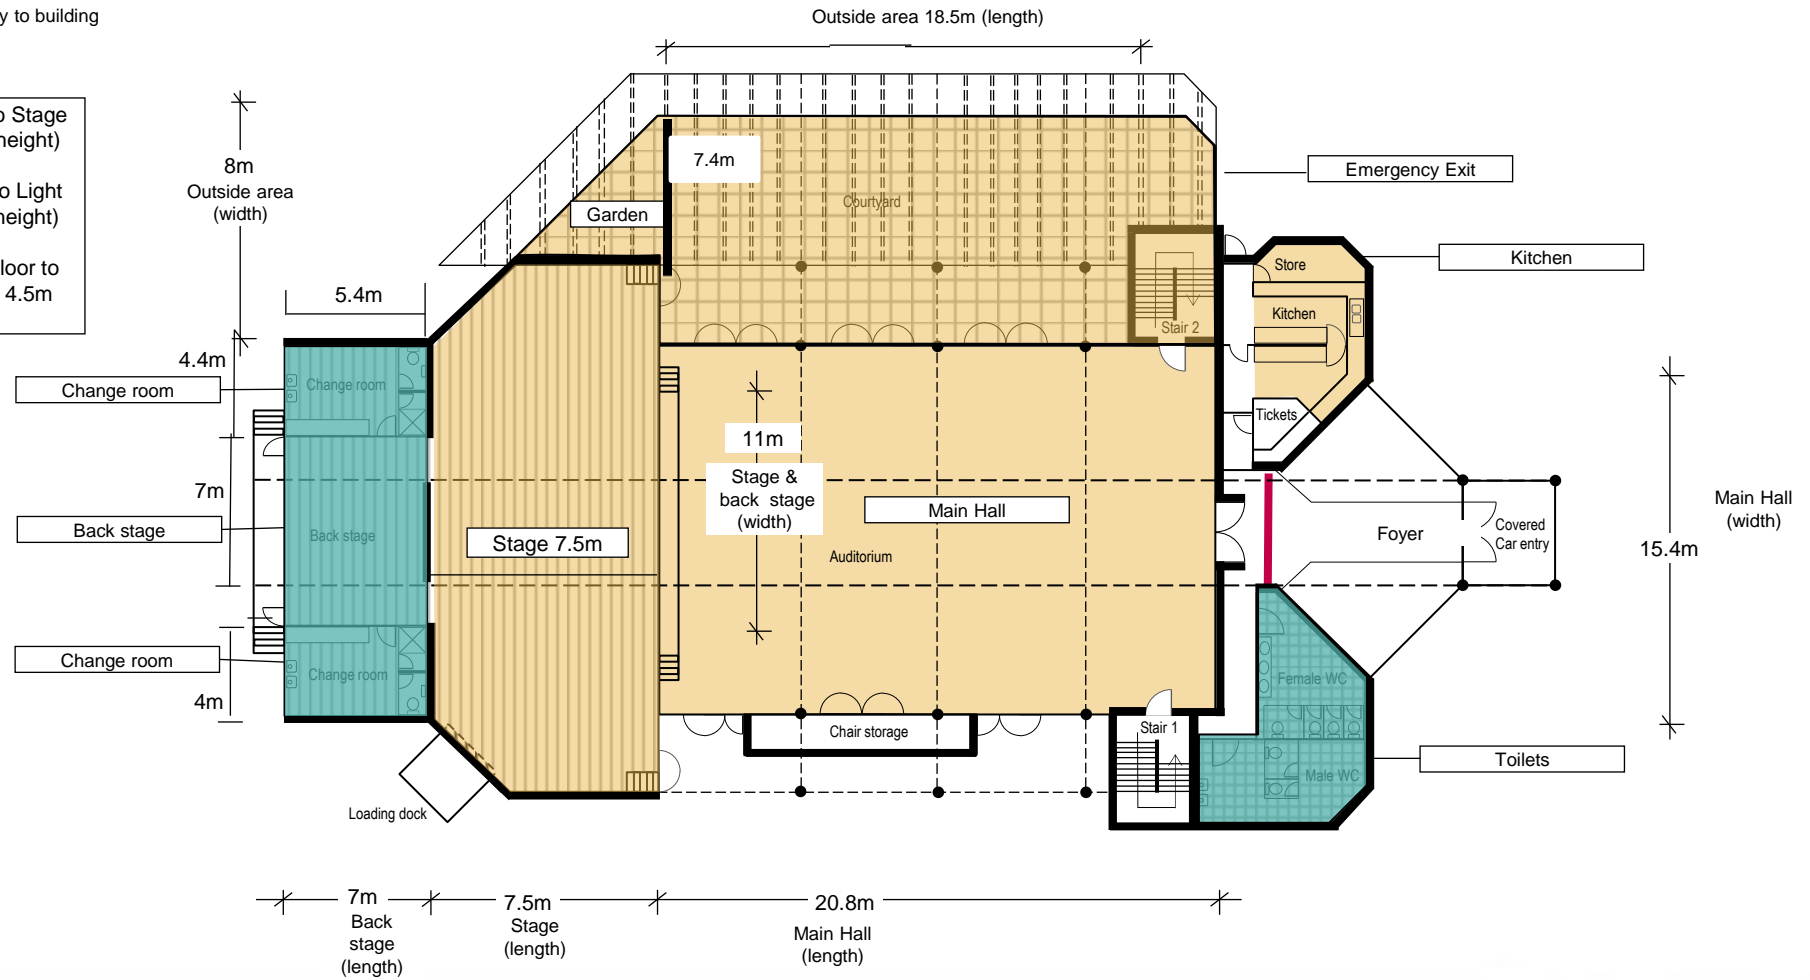 y to building
Outside area 18.5m (length)
Stage
neight)
o Light
neight)
loor to
4.5m
8m
Outside area
(width)
7.4m
Courtyard
Garden
Emergency Exit
Kitchen
Store
Kitchen
5.4m
Stair 2
4.4m
Change room
Change room
Tickets
11m
Stage &
back stage
(width)
7m
Back stage
Back stage
Stage 7.5m
Main Hall
Auditorium
Foyer
Covered
Car entry
Main Hall
(width)
15.4m
Change room
Change room
4m
Female WC
Chair storage
Stair 1
Toilets
Male WC
Loading dock
7m
Back
stage
(length)
7.5m
Stage
(length)
20.8m
Main Hall
(length)